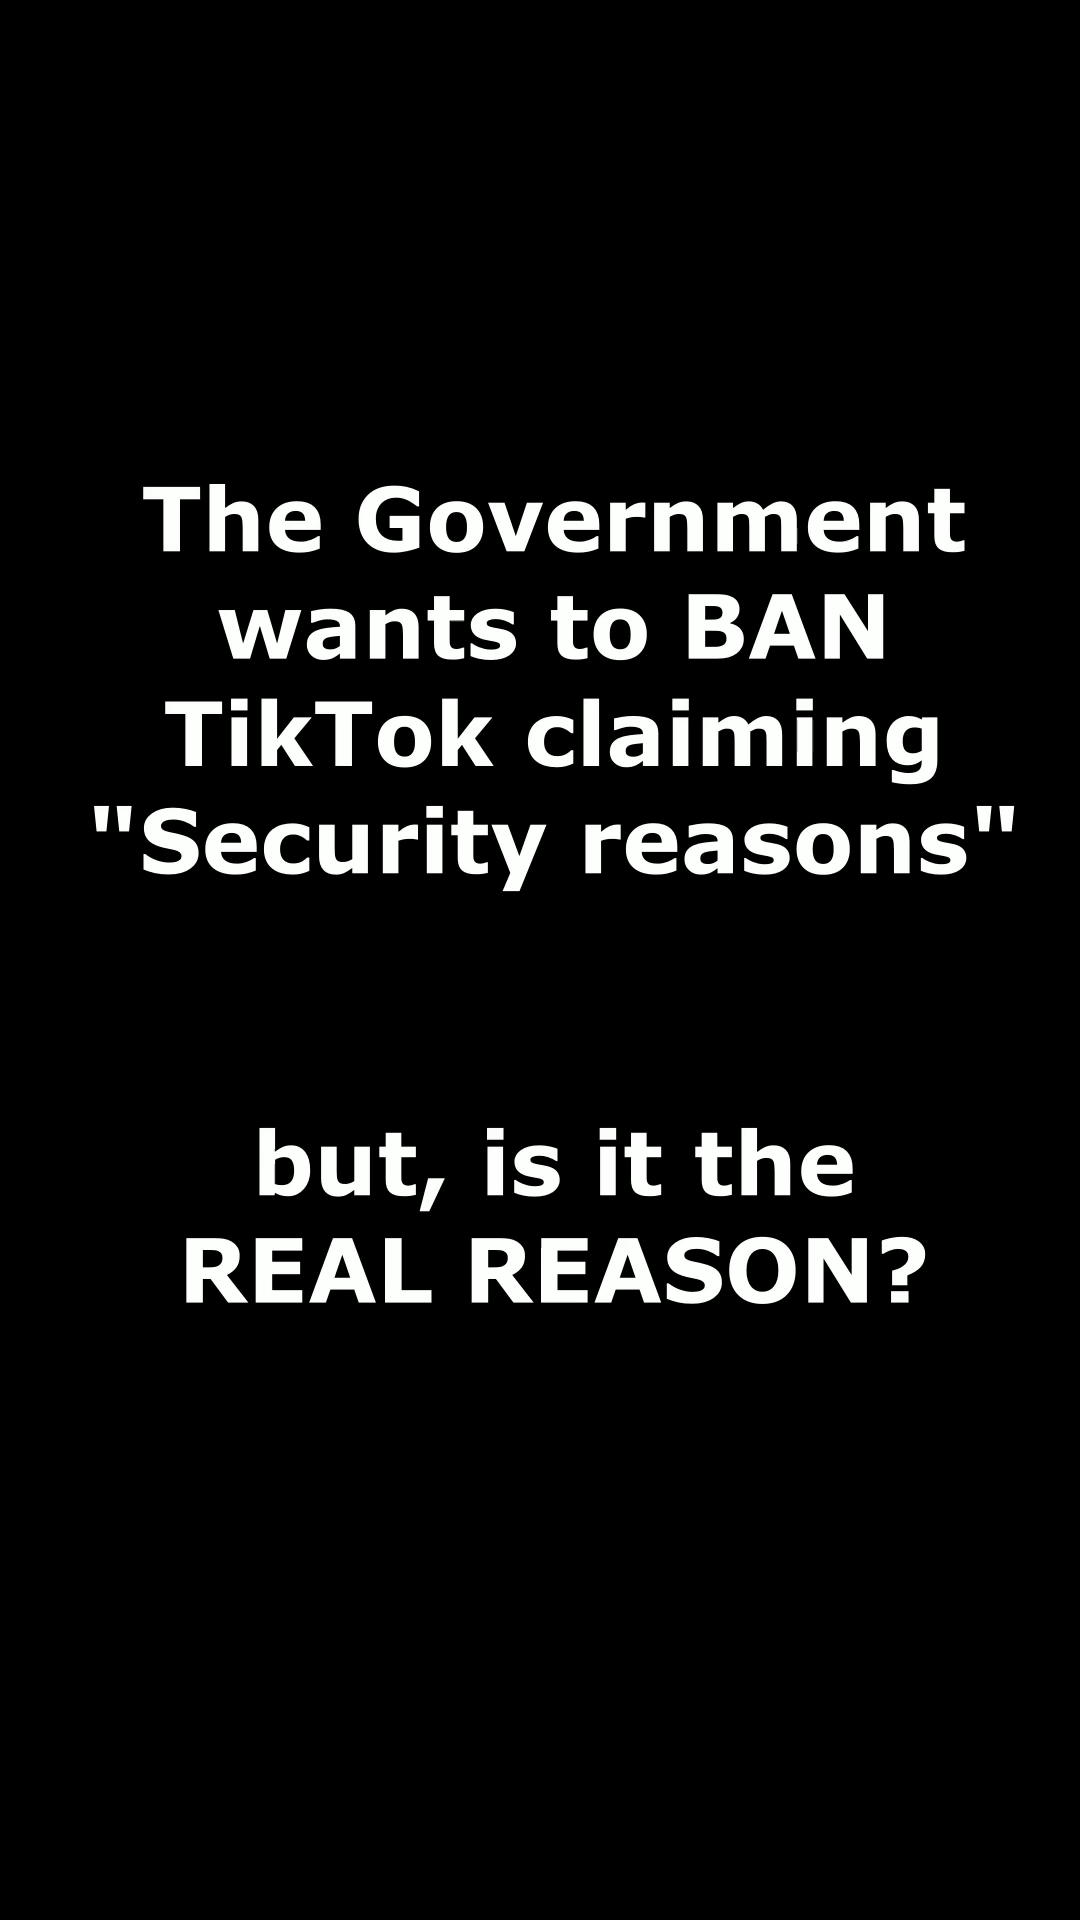 The Government
wants to BAN
TikTok claiming
"Security reasons"
but, is it the
REAL REASON?